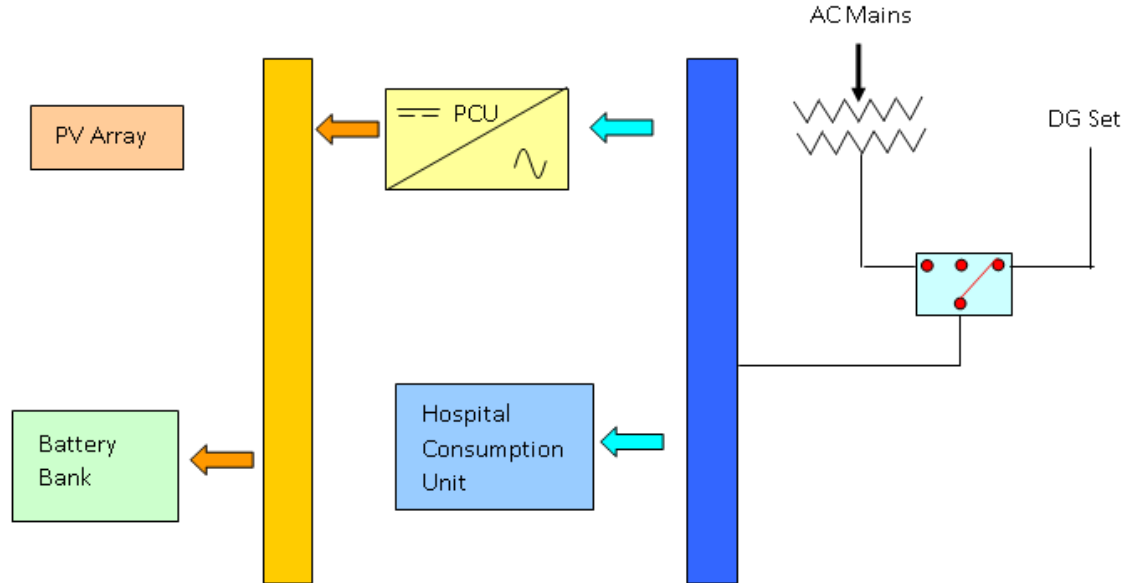 AC Mains
PV Array
PCU
DG Set
Hospital
Consumption
Unit
Battery
Bank